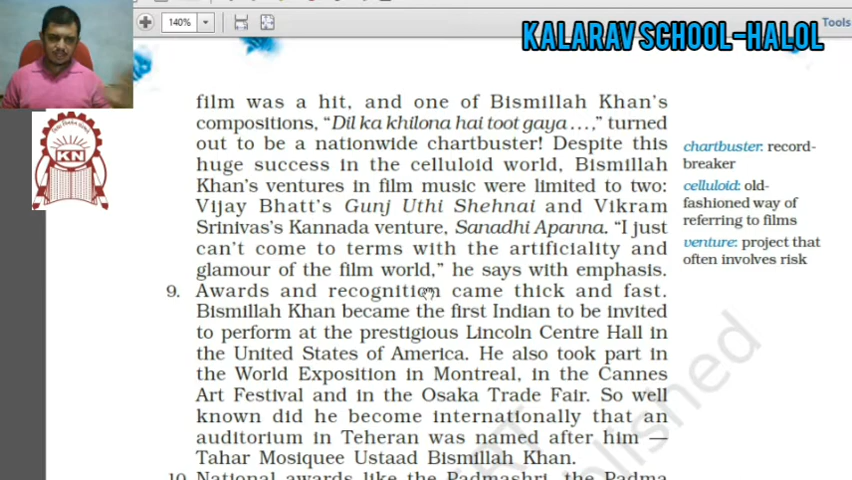 140%
Tools
KALARAV SCHOOL-HALOL
KN
film was a hit, and one of Bismillah Khan's
compositions, "Dil ka khilona hai toot gaya ...," turned
out to be a nationwide chartbuster! Despite this
huge success in the celluloid world, Bismillah
Khan's ventures in film music were limited to two:
Vijay Bhatt's Gunj Uthi Shehnai and Vikram
Srinivas's Kannada venture, Sanadhi Apanna. "I just
can't come to terms with the artificiality and
glamour of the film world," he says with emphasis.
9. Awards and recognition came thick and fast.
Bismillah Khan became the first Indian to be invited
to perform at the prestigious Lincoln Centre Hall in
the United States of America. He also took part in
the World Exposition in Montreal, in the Cannes
Art Festival and in the Osaka Trade Fair. So well
known did he become internationally that an
auditorium in Teheran was named after him —
Tahar Mosiquee Ustaad Bismillah Khan.
10. National awards like the Padmashri, the Padma
chartbuster: record-
breaker
celluloid: old-
fashioned way of
referring to films
venture: project that
often involves risk